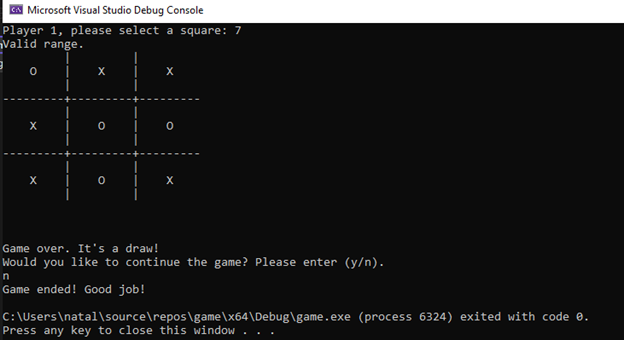 Microsoft Visual Studio Debug Console
Player 1, please select a square: 7
Valid range.
         |         |
    O    |    X    |    X
         |         |
---------+---------+---------
         |         |
    X    |    O    |    O
         |         |
---------+---------+---------
         |         |
    X    |    O    |    X
         |         |
Game over. It's a draw!
Would you like to continue the game? Please enter (y/n).
n
Game ended! Good job!
C:\Users\natal\source\repos\game\x64\Debug\game.exe (process 6324) exited with code 0.
Press any key to close this window . . .